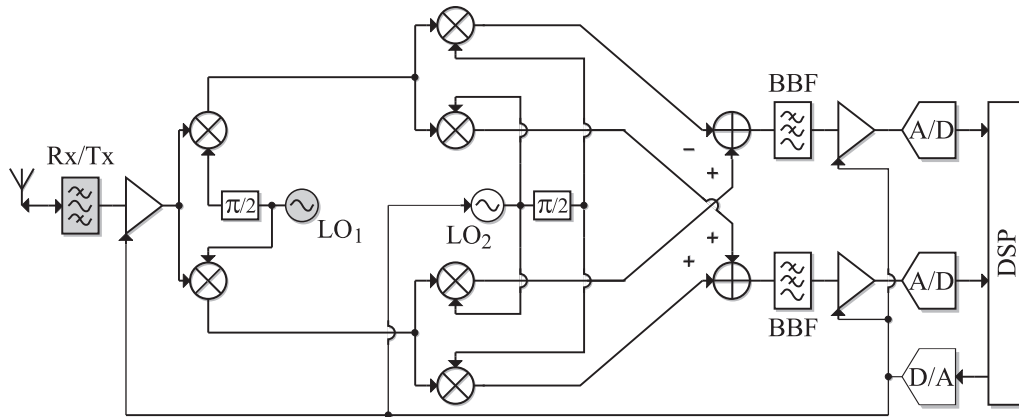 BBF
A/D
Rx/Tx
−
+
π/2
LO1
LO2
π/2
+
+
DSP
A/D
BBF
D/A